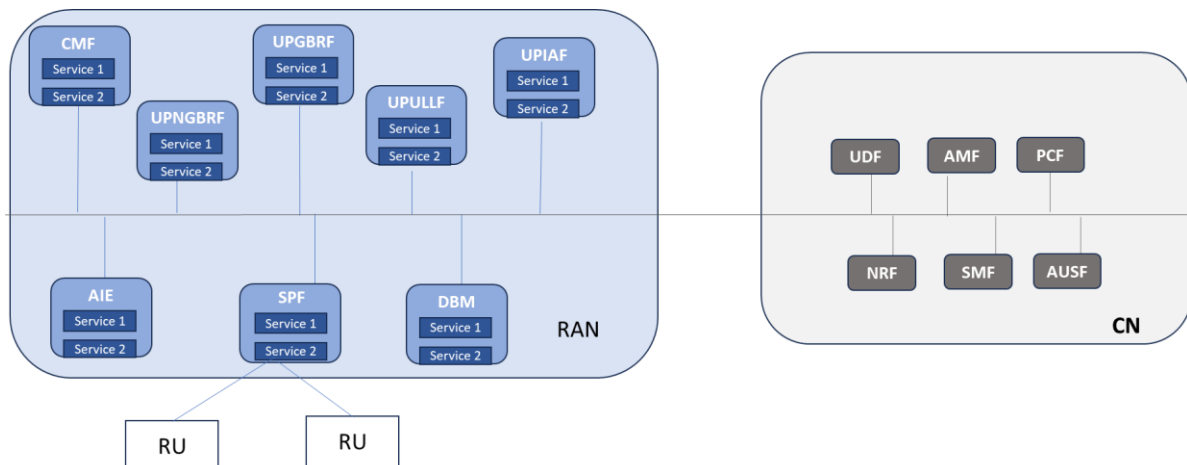 CMF
Service 1
Service 2
UPNGBRF
Service 1
Service 2
UPGBRF
Service 1
Service 2
UPULLF
Service 1
Service 2
UPIAF
Service 1
Service 2
AIE
Service 1
Service 2
SPF
Service 1
Service 2
DBM
Service 1
Service 2
RAN
RU
RU
UDF
AMF
PCF
NRF
SMF
AUSF
CN